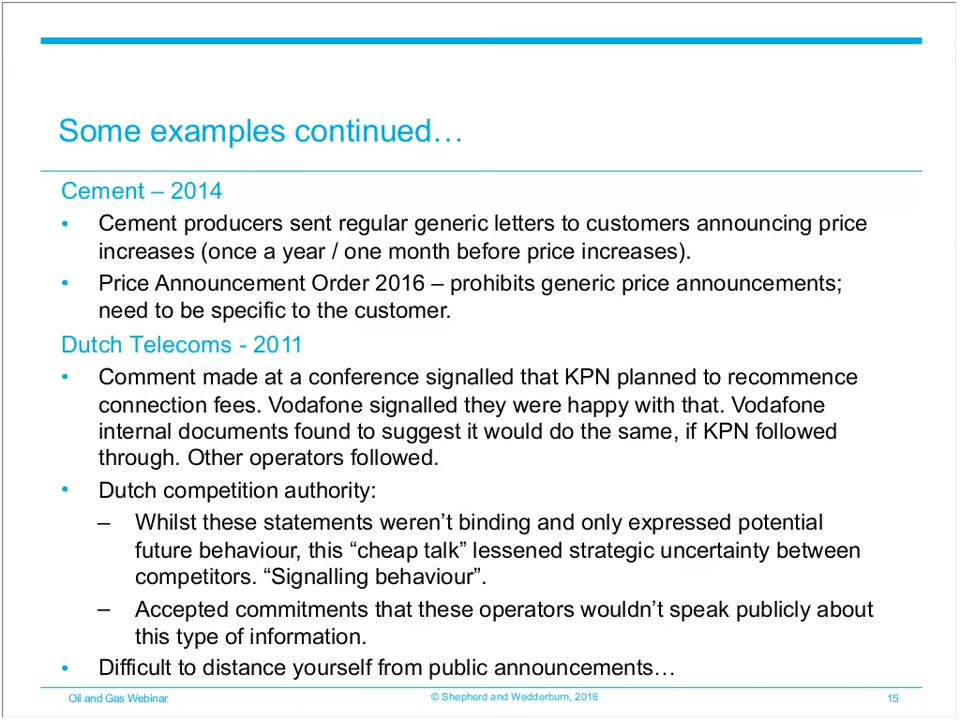 Some examples continued…
Cement – 2014
• Cement producers sent regular generic letters to customers announcing price
increases (once a year / one month before price increases).
• Price Announcement Order 2016 – prohibits generic price announcements;
need to be specific to the customer.
Dutch Telecoms - 2011
• Comment made at a conference signalled that KPN planned to recommence
connection fees. Vodafone signalled they were happy with that. Vodafone
internal documents found to suggest it would do the same, if KPN followed
through. Other operators followed.
• Dutch competition authority:
– Whilst these statements weren’t binding and only expressed potential
future behaviour, this “cheap talk” lessened strategic uncertainty between
competitors. “Signalling behaviour”.
– Accepted commitments that these operators wouldn’t speak publicly about
this type of information.
• Difficult to distance yourself from public announcements…
Oil and Gas Webinar © Shepherd and Wedderburn, 2016 15